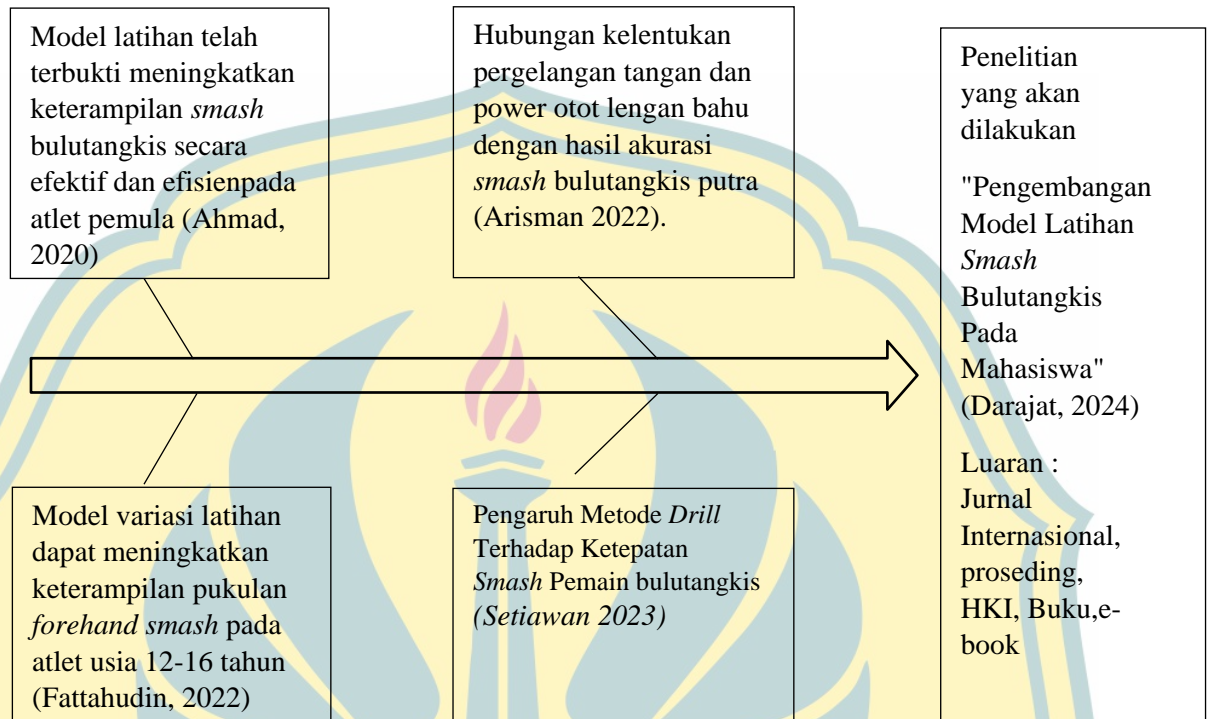 Model latihan telah
terbukti meningkatkan
keterampilan smash
bulutangkis secara
efektif dan efisienpada
atlet pemula (Ahmad,
2020)
Hubungan kelentukan
pergelangan tangan dan
power otot lengan bahu
dengan hasil akurasi
smash bulutangkis putra
(Arisman 2022).
Model variasi latihan
dapat meningkatkan
keterampilan pukulan
forehand smash pada
atlet usia 12-16 tahun
(Fattahudin, 2022)
Pengaruh Metode Drill
Terhadap Ketepatan
Smash Pemain bulutangkis
(Setiawan 2023)
Penelitian
yang akan
dilakukan
"Pengembangan
Model Latihan
Smash
Bulutangkis
Pada
Mahasiswa"
(Darajat, 2024)
Luaran :
Jurnal
Internasional,
proseding,
HKI, Buku,e-
book